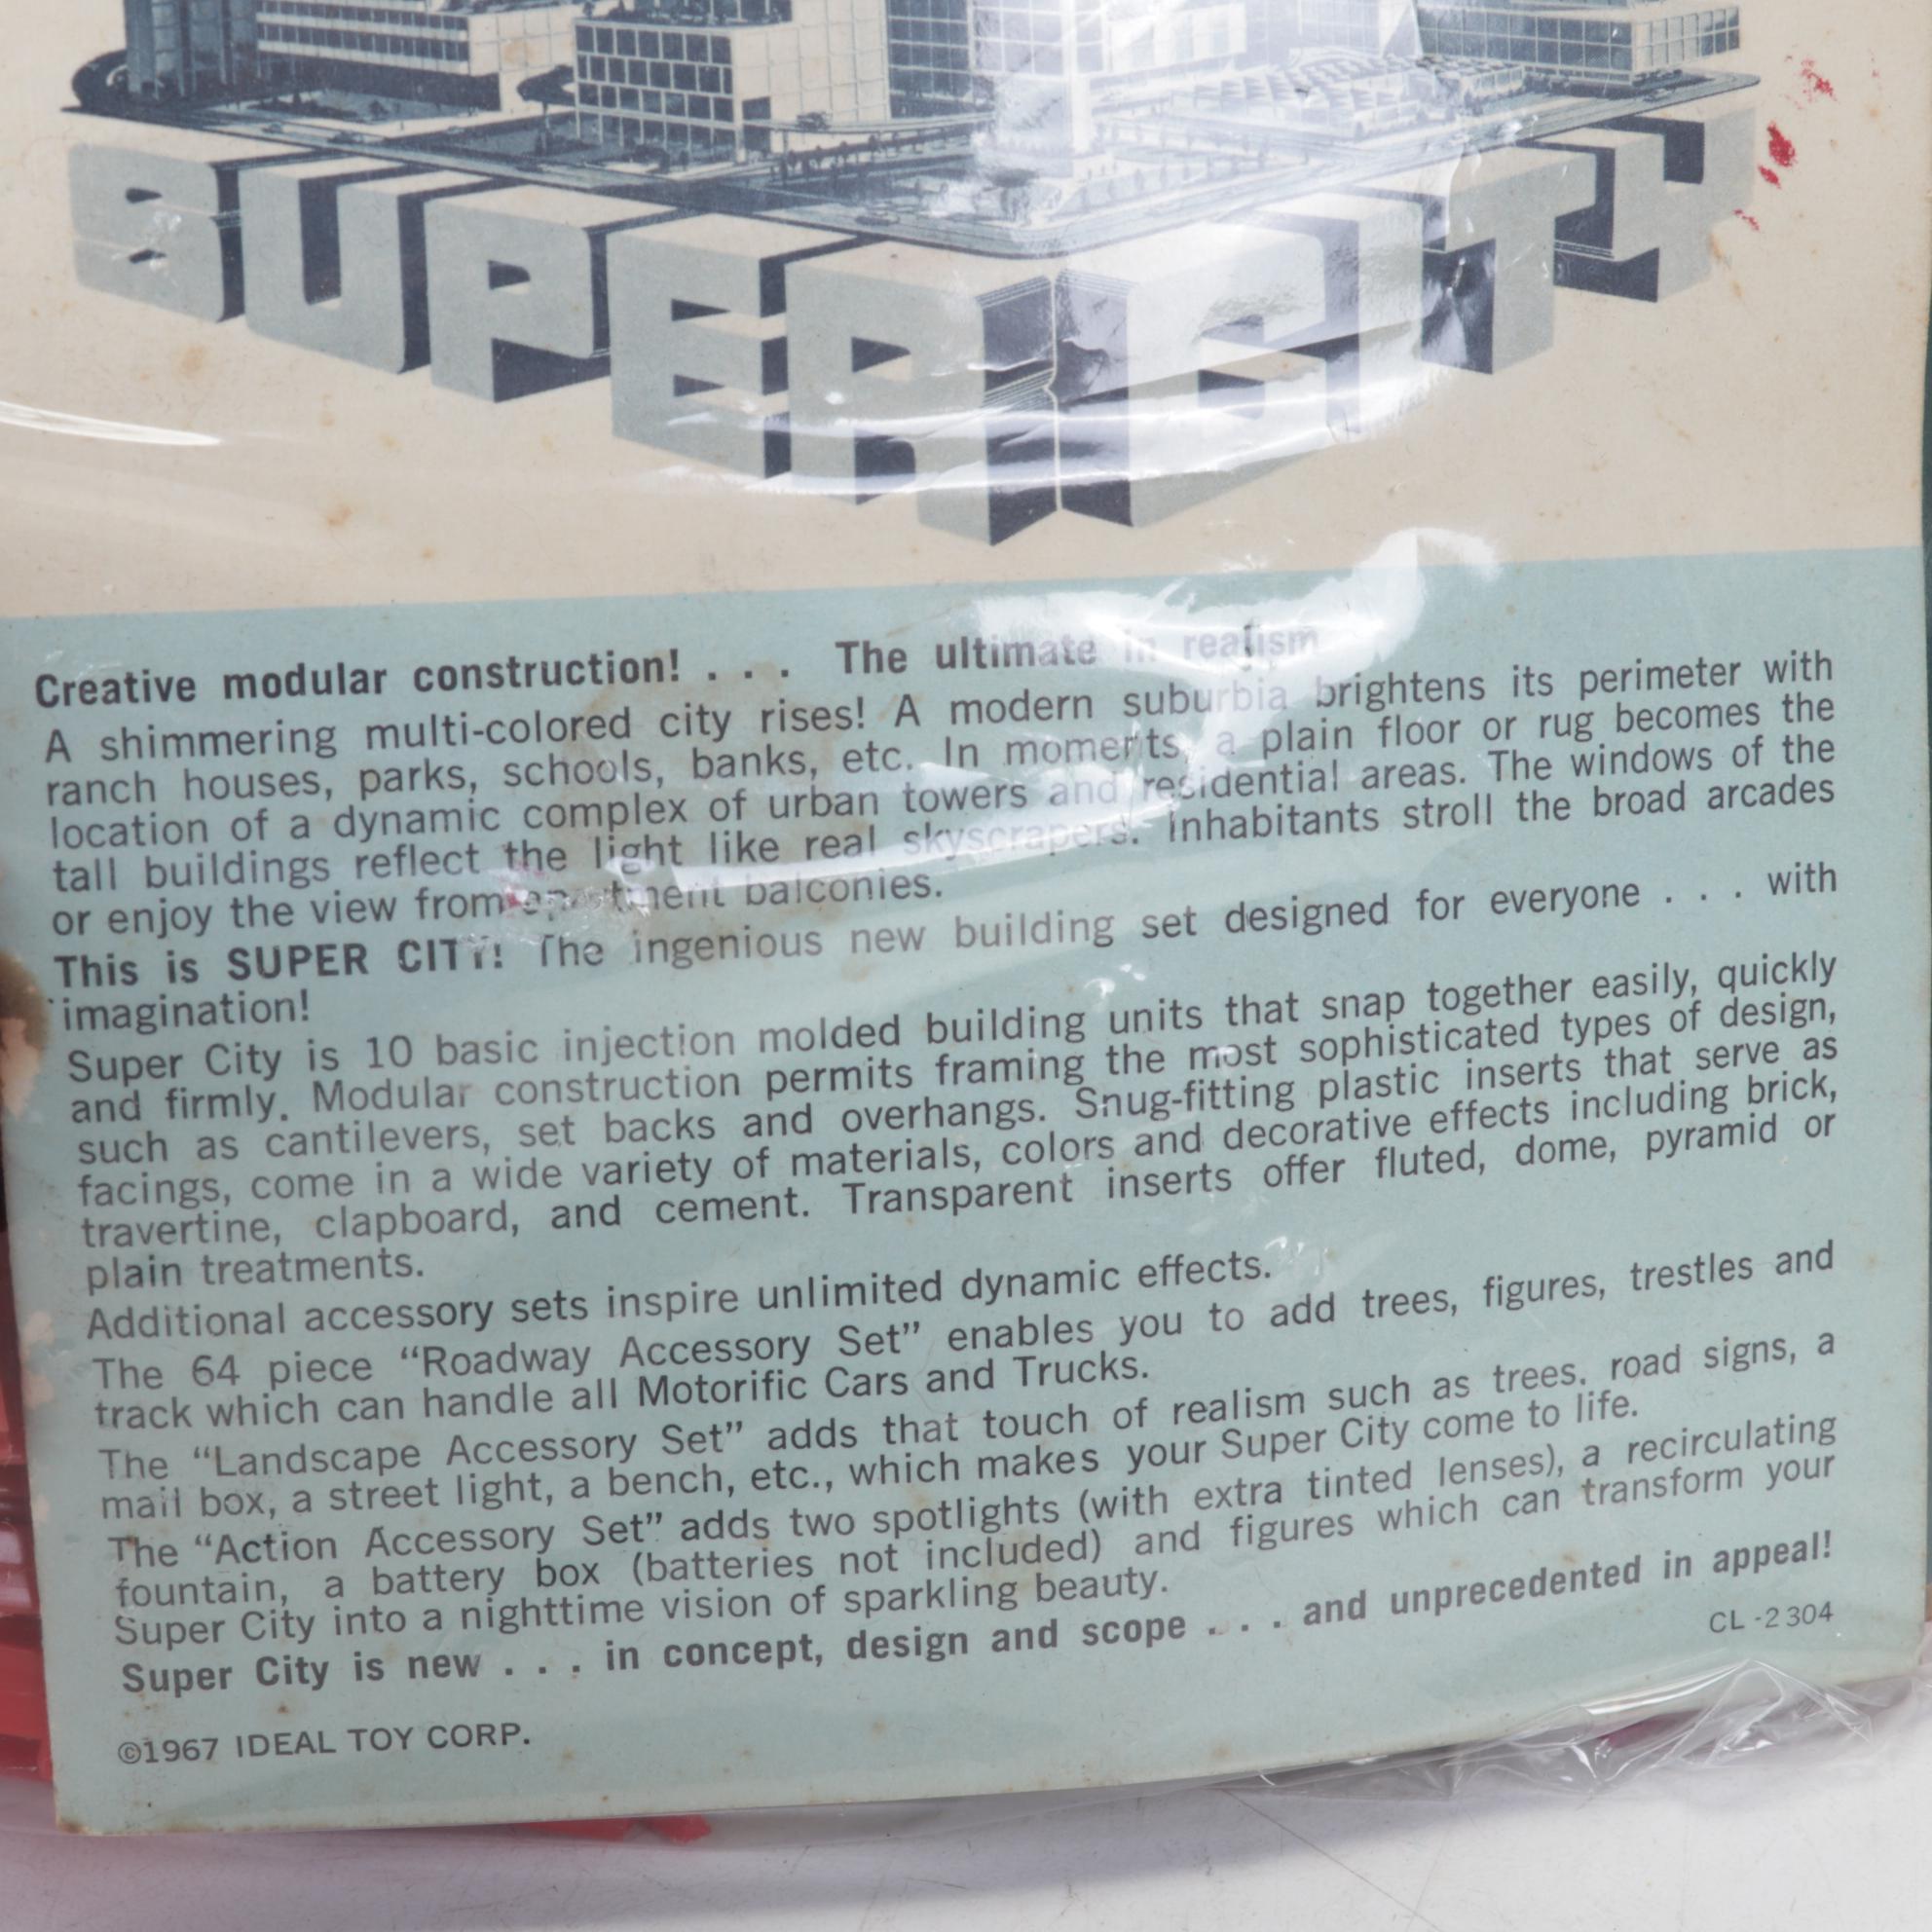 SUPER CITY
Creative modular construction! . . . The ultimate in realism
A shimmering multi-colored city rises! A modern suburbia brightens its perimeter with
ranch houses, parks, schools, banks, etc. In moments, a plain floor or rug becomes the
location of a dynamic complex of urban towers and residential areas. The windows of the
tall buildings reflect the light like real skyscrapers. Inhabitants stroll the broad arcades
or enjoy the view from apartment balconies.
This is SUPER CITY! The ingenious new building set designed for everyone . . . with
imagination!
Super City is 10 basic injection molded building units that snap together easily, quickly
and firmly. Modular construction permits framing the most sophisticated types of design,
such as cantilevers, set backs and overhangs. Snug-fitting plastic inserts that serve as
facings, come in a wide variety of materials, colors and decorative effects including brick,
travertine, clapboard, and cement. Transparent inserts offer fluted, dome, pyramid or
plain treatments.
Additional accessory sets inspire unlimited dynamic effects.
The 64 piece “Roadway Accessory Set” enables you to add trees, figures, trestles and
track which can handle all Motorific Cars and Trucks.
The “Landscape Accessory Set” adds that touch of realism such as trees, road signs, a
mail box, a street light, a bench, etc., which makes your Super City come to life.
The “Action Accessory Set” adds two spotlights (with extra tinted lenses), a recirculating
fountain, a battery box (batteries not included) and figures which can transform your
Super City into a nighttime vision of sparkling beauty.
Super City is new . . . in concept, design and scope . . . and unprecedented in appeal!
CL-2304
©1967 IDEAL TOY CORP.